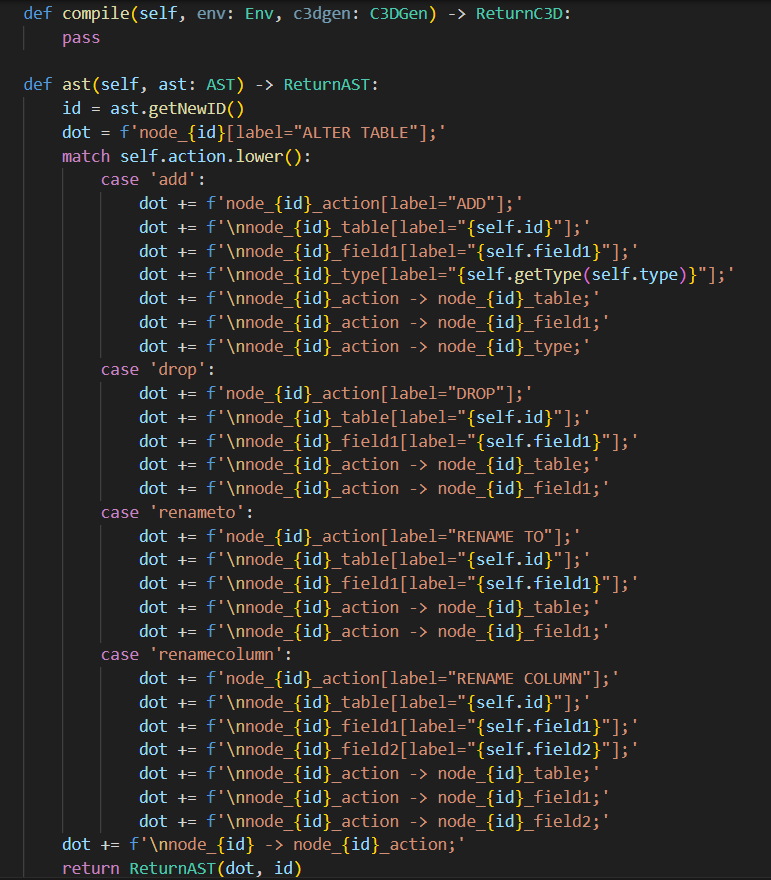 def compile(self, env: Env, c3dgen: C3DGen) -> ReturnC3D:
    pass

def ast(self, ast: AST) -> ReturnAST:
    id = ast.getNewID()
    dot = f'node_{id}[label="ALTER TABLE"];'
    match self.action.lower():
        case 'add':
            dot += f'node_{id}_action[label="ADD"];'
            dot += f'\nnode_{id}_table[label="{self.id}"];'
            dot += f'\nnode_{id}_field1[label="{self.field1}"];'
            dot += f'\nnode_{id}_type[label="{self.getType(self.type)}"];'
            dot += f'\nnode_{id}_action -> node_{id}_table;'
            dot += f'\nnode_{id}_action -> node_{id}_field1;'
            dot += f'\nnode_{id}_action -> node_{id}_type;'
        case 'drop':
            dot += f'node_{id}_action[label="DROP"];'
            dot += f'\nnode_{id}_table[label="{self.id}"];'
            dot += f'\nnode_{id}_field1[label="{self.field1}"];'
            dot += f'\nnode_{id}_action -> node_{id}_table;'
            dot += f'\nnode_{id}_action -> node_{id}_field1;'
        case 'renameto':
            dot += f'node_{id}_action[label="RENAME TO"];'
            dot += f'\nnode_{id}_table[label="{self.id}"];'
            dot += f'\nnode_{id}_field1[label="{self.field1}"];'
            dot += f'\nnode_{id}_action -> node_{id}_table;'
            dot += f'\nnode_{id}_action -> node_{id}_field1;'
        case 'renamecolumn':
            dot += f'node_{id}_action[label="RENAME COLUMN"];'
            dot += f'\nnode_{id}_table[label="{self.id}"];'
            dot += f'\nnode_{id}_field1[label="{self.field1}"];'
            dot += f'\nnode_{id}_field2[label="{self.field2}"];'
            dot += f'\nnode_{id}_action -> node_{id}_table;'
            dot += f'\nnode_{id}_action -> node_{id}_field1;'
            dot += f'\nnode_{id}_action -> node_{id}_field2;'
    dot += f'\nnode_{id} -> node_{id}_action;'
    return ReturnAST(dot, id)